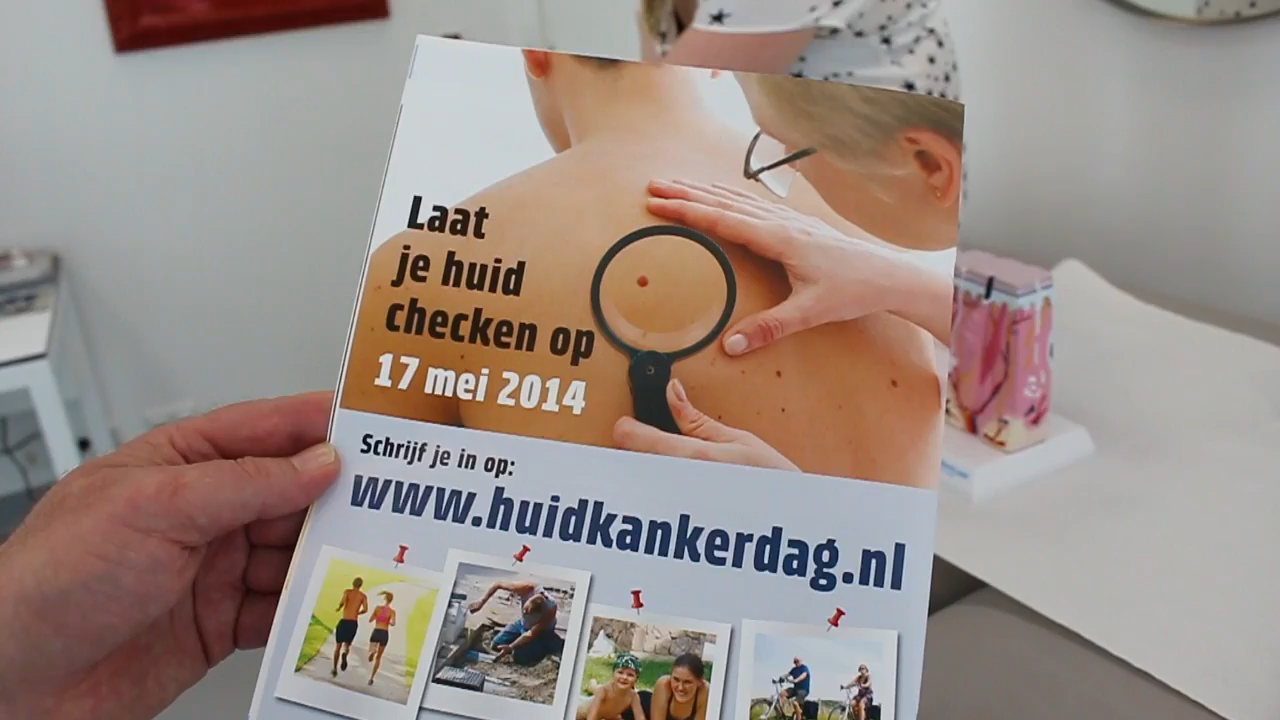 Laat
je huid
checken op
17 mei 2014
Schrijf je in op:
www.huidkankerdag.nl